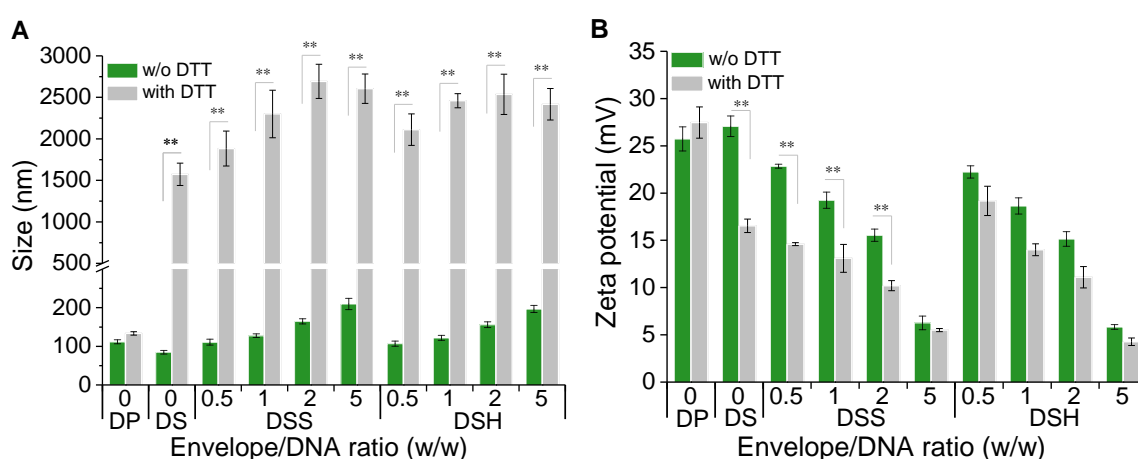 A
3000
2500
2000
1500
1000
500
200
100
0
Size (nm)
w/o DTT
with DTT
**
**
**
**
**
**
**
**
**
0 0 0.5 1 2 5 0.5 1 2 5
DP DS DSS DSH
Envelope/DNA ratio (w/w)
B
35
30
25
20
15
10
5
0
Zeta potential (mV)
w/o DTT
with DTT
**
**
**
**
0 0 0.5 1 2 5 0.5 1 2 5
DP DS DSS DSH
Envelope/DNA ratio (w/w)